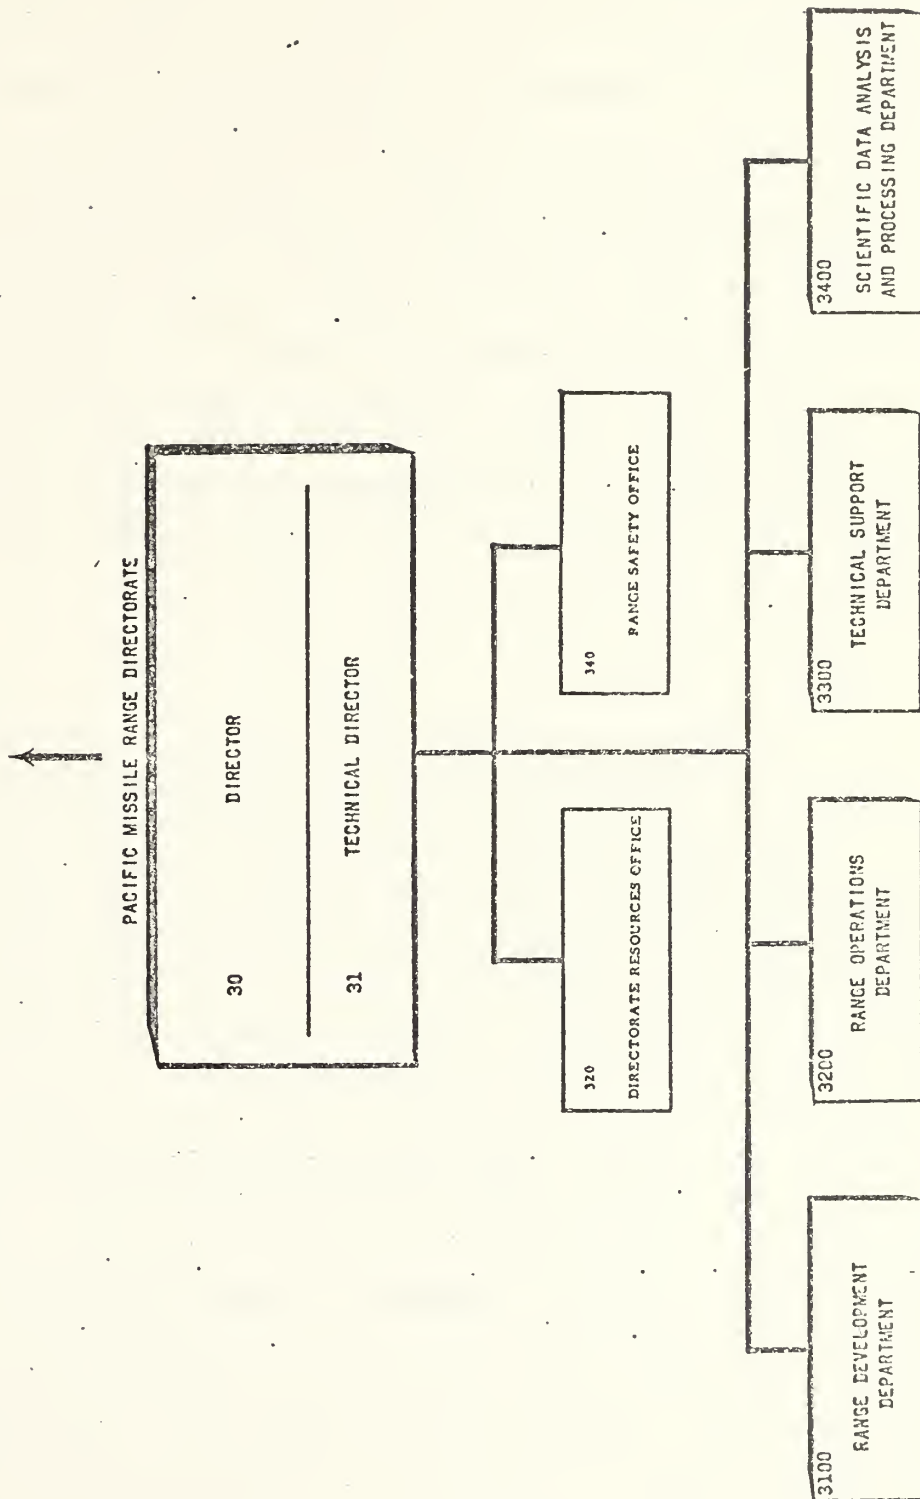 PACIFIC MISSILE RANGE DIRECTORATE
30
DIRECTOR
31
TECHNICAL DIRECTOR
320
DIRECTORATE RESOURCES OFFICE
340
RANGE SAFETY OFFICE
3100
RANGE DEVELOPMENT
DEPARTMENT
3200
RANGE OPERATIONS
DEPARTMENT
3300
TECHNICAL SUPPORT
DEPARTMENT
3400
SCIENTIFIC DATA ANALYSIS
AND PROCESSING DEPARTMENT